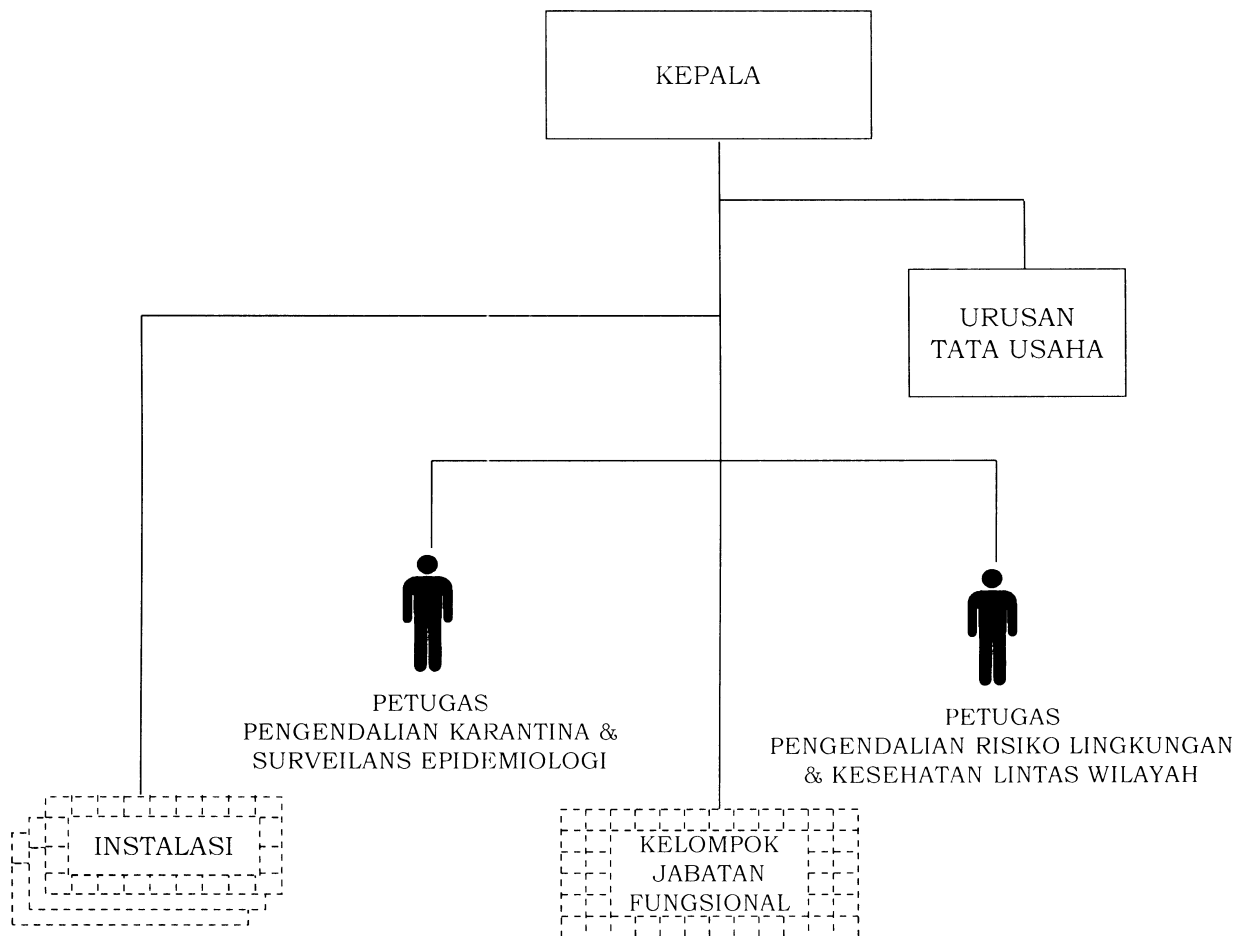 KEPALA
URUSAN
TATA USAHA
PETUGAS
PENGENDALIAN KARANTINA &
SURVEILANS EPIDEMIOLOGI
PETUGAS
PENGENDALIAN RISIKO LINGKUNGAN
& KESEHATAN LINTAS WILAYAH
INSTALASI
KELOMPOK
JABATAN
FUNGSIONAL